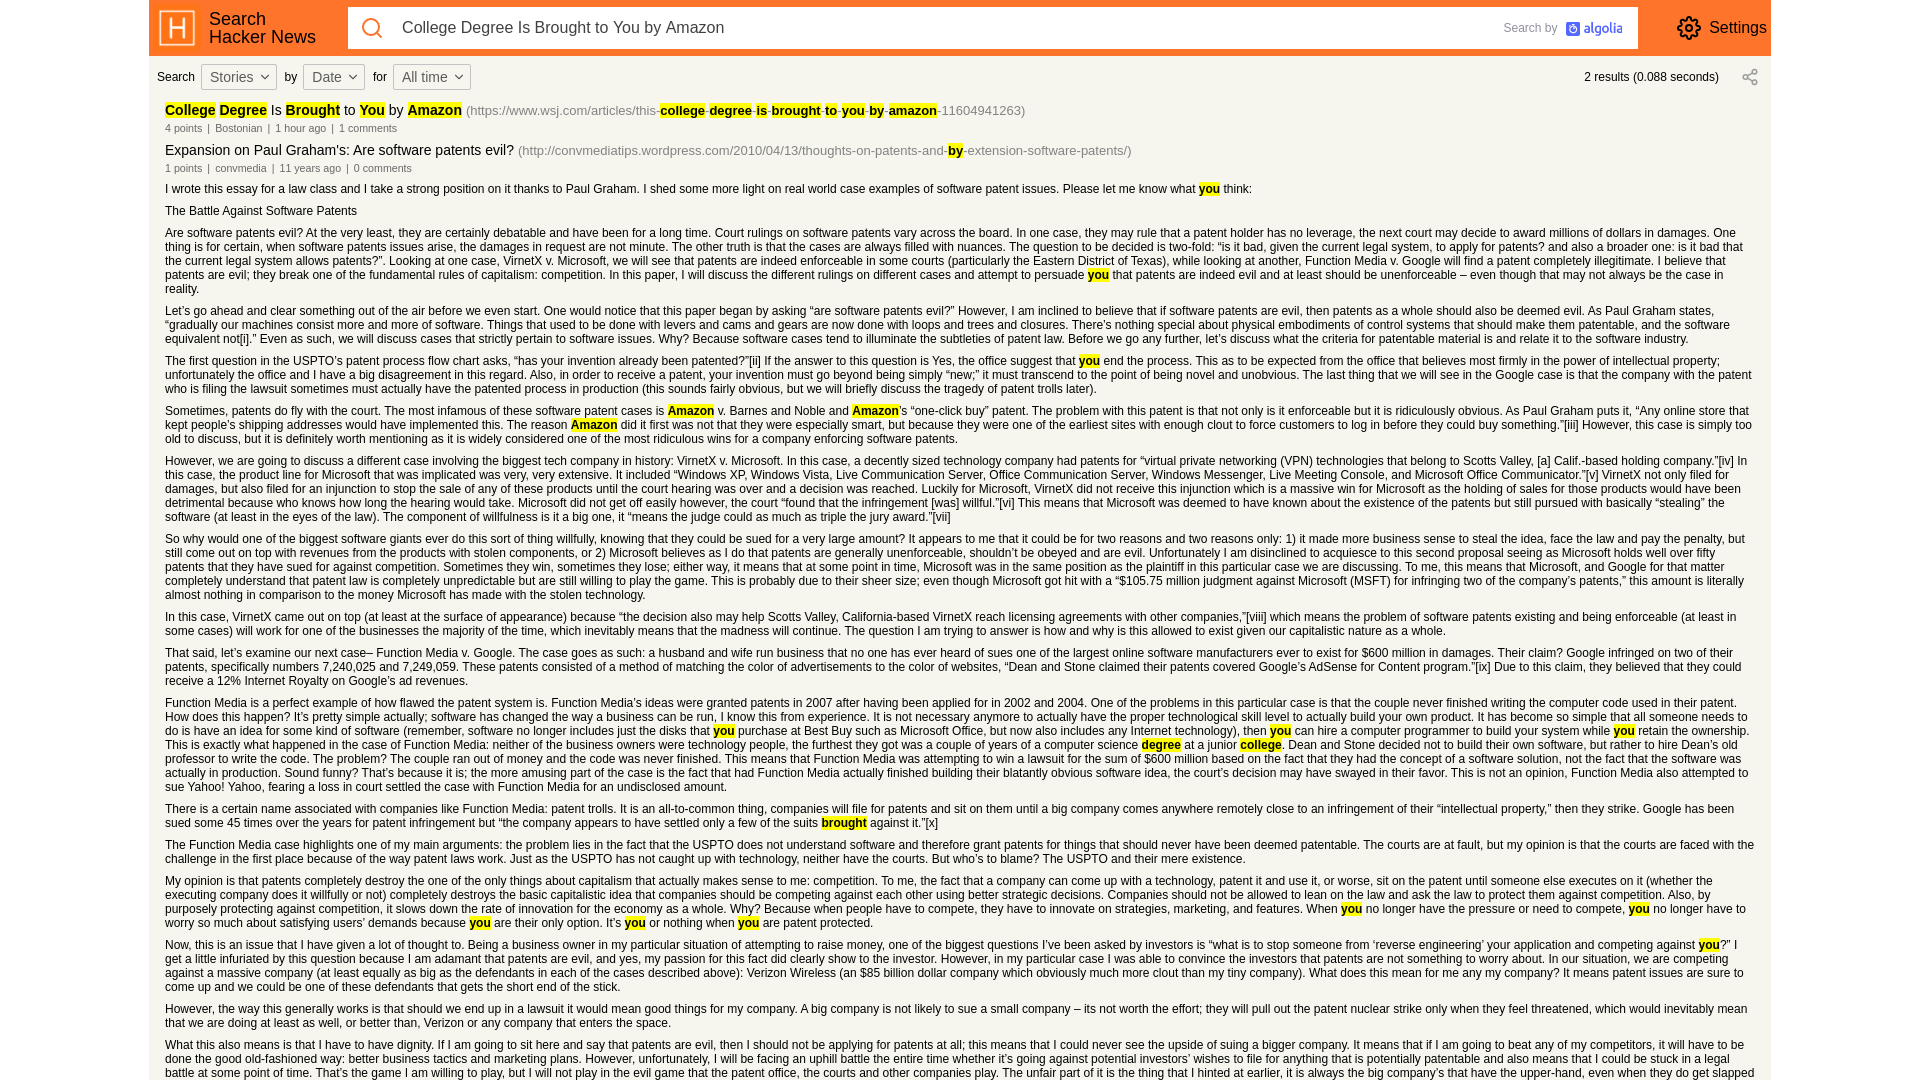 Search
Hacker News
College Degree Is Brought to You by Amazon
Search by algolia
Settings
Search Stories by Date for All time
2 results (0.088 seconds)
College Degree Is Brought to You by Amazon (https://www.wsj.com/articles/this-college-degree-is-brought-to-you-by-amazon-11604941263)
4 points | Bostonian | 1 hour ago | 1 comments
Expansion on Paul Graham's: Are software patents evil? (http://convmediatips.wordpress.com/2010/04/13/thoughts-on-patents-and-by-extension-software-patents/)
1 points | convmedia | 11 years ago | 0 comments
I wrote this essay for a law class and I take a strong position on it thanks to Paul Graham. I shed some more light on real world case examples of software patent issues. Please let me know what you think:
The Battle Against Software Patents
Are software patents evil? At the very least, they are certainly debatable and have been for a long time. Court rulings on software patents vary across the board. In one case, they may rule that a patent holder has no leverage, the next court may decide to award millions of dollars in damages. One
thing is for certain, when software patents issues arise, the damages in request are not minute. The other truth is that the cases are always filled with nuances. The question to be decided is two-fold: “is it bad, given the current legal system, to apply for patents? and also a broader one: is it bad that
the current legal system allows patents?”. Looking at one case, VirnetX v. Microsoft, we will see that patents are indeed enforceable in some courts (particularly the Eastern District of Texas), while looking at another, Function Media v. Google will find a patent completely illegitimate. I believe that
patents are evil; they break one of the fundamental rules of capitalism: competition. In this paper, I will discuss the different rulings on different cases and attempt to persuade you that patents are indeed evil and at least should be unenforceable – even though that may not always be the case in
reality.
Let’s go ahead and clear something out of the air before we even start. One would notice that this paper began by asking “are software patents evil?” However, I am inclined to believe that if software patents are evil, then patents as a whole should also be deemed evil. As Paul Graham states,
“gradually our machines consist more and more of software. Things that used to be done with levers and cams and gears are now done with loops and trees and closures. There’s nothing special about physical embodiments of control systems that should make them patentable, and the software
equivalent not[i].” Even as such, we will discuss cases that strictly pertain to software issues. Why? Because software cases tend to illuminate the subtleties of patent law. Before we go any further, let’s discuss what the criteria for patentable material is and relate it to the software industry.
The first question in the USPTO’s patent process flow chart asks, “has your invention already been patented?”[ii] If the answer to this question is Yes, the office suggest that you end the process. This as to be expected from the office that believes most firmly in the power of intellectual property;
unfortunately the office and I have a big disagreement in this regard. Also, in order to receive a patent, your invention must go beyond being simply “new;” it must transcend to the point of being novel and unobvious. The last thing that we will see in the Google case is that the company with the patent
who is filing the lawsuit sometimes must actually have the patented process in production (this sounds fairly obvious, but we will briefly discuss the tragedy of patent trolls later).
Sometimes, patents do fly with the court. The most infamous of these software patent cases is Amazon v. Barnes and Noble and Amazon’s “one-click buy” patent. The problem with this patent is that not only is it enforceable but it is ridiculously obvious. As Paul Graham puts it, “Any online store that
kept people’s shipping addresses would have implemented this. The reason Amazon did it first was not that they were especially smart, but because they were one of the earliest sites with enough clout to force customers to log in before they could buy something.”[iii] However, this case is simply too
old to discuss, but it is definitely worth mentioning as it is widely considered one of the most ridiculous wins for a company enforcing software patents.
However, we are going to discuss a different case involving the biggest tech company in history: VirnetX v. Microsoft. In this case, a decently sized technology company had patents for “virtual private networking (VPN) technologies that belong to Scotts Valley, [a] Calif.-based holding company.”[iv] In
this case, the product line for Microsoft that was implicated was very, very extensive. It included “Windows XP, Windows Vista, Live Communication Server, Office Communication Server, Windows Messenger, Live Meeting Console, and Microsoft Office Communicator.”[v] VirnetX not only filed for
damages, but also filed for an injunction to stop the sale of any of these products until the court hearing was over and a decision was reached. Luckily for Microsoft, VirnetX did not receive this injunction which is a massive win for Microsoft as the holding of sales for those products would have been
detrimental because who knows how long the hearing would take. Microsoft did not get off easily however, the court “found that the infringement [was] willful.”[vi] This means that Microsoft was deemed to have known about the existence of the patents but still pursued with basically “stealing” the
software (at least in the eyes of the law). The component of willfulness is it a big one, it “means the judge could as much as triple the jury award.”[vii]
So why would one of the biggest software giants ever do this sort of thing willfully, knowing that they could be sued for a very large amount? It appears to me that it could be for two reasons and two reasons only: 1) it made more business sense to steal the idea, face the law and pay the penalty, but
still come out on top with revenues from the products with stolen components, or 2) Microsoft believes as I do that patents are generally unenforceable, shouldn’t be obeyed and are evil. Unfortunately I am disinclined to acquiesce to this second proposal seeing as Microsoft holds well over fifty
patents that they have sued for against competition. Sometimes they win, sometimes they lose; either way, it means that at some point in time, Microsoft was in the same position as the plaintiff in this particular case we are discussing. To me, this means that Microsoft, and Google for that matter
completely understand that patent law is completely unpredictable but are still willing to play the game. This is probably due to their sheer size; even though Microsoft got hit with a “$105.75 million judgment against Microsoft (MSFT) for infringing two of the company’s patents,” this amount is literally
almost nothing in comparison to the money Microsoft has made with the stolen technology.
In this case, VirnetX came out on top (at least at the surface of appearance) because “the decision also may help Scotts Valley, California-based VirnetX reach licensing agreements with other companies,”[viii] which means the problem of software patents existing and being enforceable (at least in
some cases) will work for one of the businesses the majority of the time, which inevitably means that the madness will continue. The question I am trying to answer is how and why is this allowed to exist given our capitalistic nature as a whole.
That said, let’s examine our next case– Function Media v. Google. The case goes as such: a husband and wife run business that no one has ever heard of sues one of the largest online software manufacturers ever to exist for $600 million in damages. Their claim? Google infringed on two of their
patents, specifically numbers 7,240,025 and 7,249,059. These patents consisted of a method of matching the color of advertisements to the color of websites, “Dean and Stone claimed their patents covered Google’s AdSense for Content program.”[ix] Due to this claim, they believed that they could
receive a 12% Internet Royalty on Google’s ad revenues.
Function Media is a perfect example of how flawed the patent system is. Function Media’s ideas were granted patents in 2007 after having been applied for in 2002 and 2004. One of the problems in this particular case is that the couple never finished writing the computer code used in their patent.
How does this happen? It’s pretty simple actually; software has changed the way a business can be run, I know this from experience. It is not necessary anymore to actually have the proper technological skill level to actually build your own product. It has become so simple that all someone needs to
do is have an idea for some kind of software (remember, software no longer includes just the disks that you purchase at Best Buy such as Microsoft Office, but now also includes any Internet technology), then you can hire a computer programmer to build your system while you retain the ownership.
This is exactly what happened in the case of Function Media: neither of the business owners were technology people, the furthest they got was a couple of years of a computer science degree at a junior college. Dean and Stone decided not to build their own software, but rather to hire Dean’s old
professor to write the code. The problem? The couple ran out of money and the code was never finished. This means that Function Media was attempting to win a lawsuit for the sum of $600 million based on the fact that they had the concept of a software solution, not the fact that the software was
actually in production. Sound funny? That’s because it is; the more amusing part of the case is the fact that had Function Media actually finished building their blatantly obvious software idea, the court’s decision may have swayed in their favor. This is not an opinion, Function Media also attempted to
sue Yahoo! Yahoo, fearing a loss in court settled the case with Function Media for an undisclosed amount.
There is a certain name associated with companies like Function Media: patent trolls. It is an all-to-common thing, companies will file for patents and sit on them until a big company comes anywhere remotely close to an infringement of their “intellectual property,” then they strike. Google has been
sued some 45 times over the years for patent infringement but “the company appears to have settled only a few of the suits brought against it.”[x]
The Function Media case highlights one of my main arguments: the problem lies in the fact that the USPTO does not understand software and therefore grant patents for things that should never have been deemed patentable. The courts are at fault, but my opinion is that the courts are faced with the
challenge in the first place because of the way patent laws work. Just as the USPTO has not caught up with technology, neither have the courts. But who’s to blame? The USPTO and their mere existence.
My opinion is that patents completely destroy the one of the only things about capitalism that actually makes sense to me: competition. To me, the fact that a company can come up with a technology, patent it and use it, or worse, sit on the patent until someone else executes on it (whether the
executing company does it willfully or not) completely destroys the basic capitalistic idea that companies should be competing against each other using better strategic decisions. Companies should not be allowed to lean on the law and ask the law to protect them against competition. Also, by
purposely protecting against competition, it slows down the rate of innovation for the economy as a whole. Why? Because when people have to compete, they have to innovate on strategies, marketing, and features. When you no longer have the pressure or need to compete, you no longer have to
worry so much about satisfying users’ demands because you are their only option. It’s you or nothing when you are patent protected.
Now, this is an issue that I have given a lot of thought to. Being a business owner in my particular situation of attempting to raise money, one of the biggest questions I’ve been asked by investors is “what is to stop someone from ‘reverse engineering’ your application and competing against you?” I
get a little infuriated by this question because I am adamant that patents are evil, and yes, my passion for this fact did clearly show to the investor. However, in my particular case I was able to convince the investors that patents are not something to worry about. In our situation, we are competing
against a massive company (at least equally as big as the defendants in each of the cases described above): Verizon Wireless (an $85 billion dollar company which obviously much more clout than my tiny company). What does this mean for me any my company? It means patent issues are sure to
come up and we could be one of these defendants that gets the short end of the stick.
However, the way this generally works is that should we end up in a lawsuit it would mean good things for my company. A big company is not likely to sue a small company – its not worth the effort; they will pull out the patent nuclear strike only when they feel threatened, which would inevitably mean
that we are doing at least as well, or better than, Verizon or any company that enters the space.
What this also means is that I have to have dignity. If I am going to sit here and say that patents are evil, then I should not be applying for patents at all; this means that I could never see the upside of suing a bigger company. It means that if I am going to beat any of my competitors, it will have to be
done the good old-fashioned way: better business tactics and marketing plans. However, unfortunately, I will be facing an uphill battle the entire time whether it’s going against potential investors’ wishes to file for anything that is potentially patentable and also means that I could be stuck in a legal
battle at some point of time. That’s the game I am willing to play, but I will not play in the evil game that the patent office, the courts and other companies play. The unfair part of it is the thing that I hinted at earlier, it is always the big company’s that have the upper-hand, even when they do get slapped